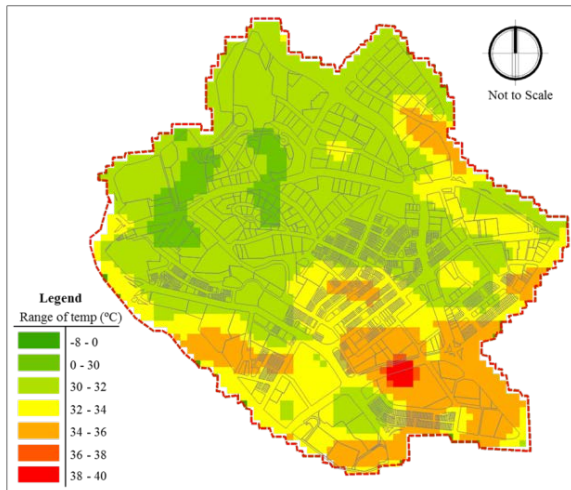 Not to Scale
Legend
Range of temp (ºC)
-8 - 0
0 - 30
30 - 32
32 - 34
34 - 36
36 - 38
38 - 40